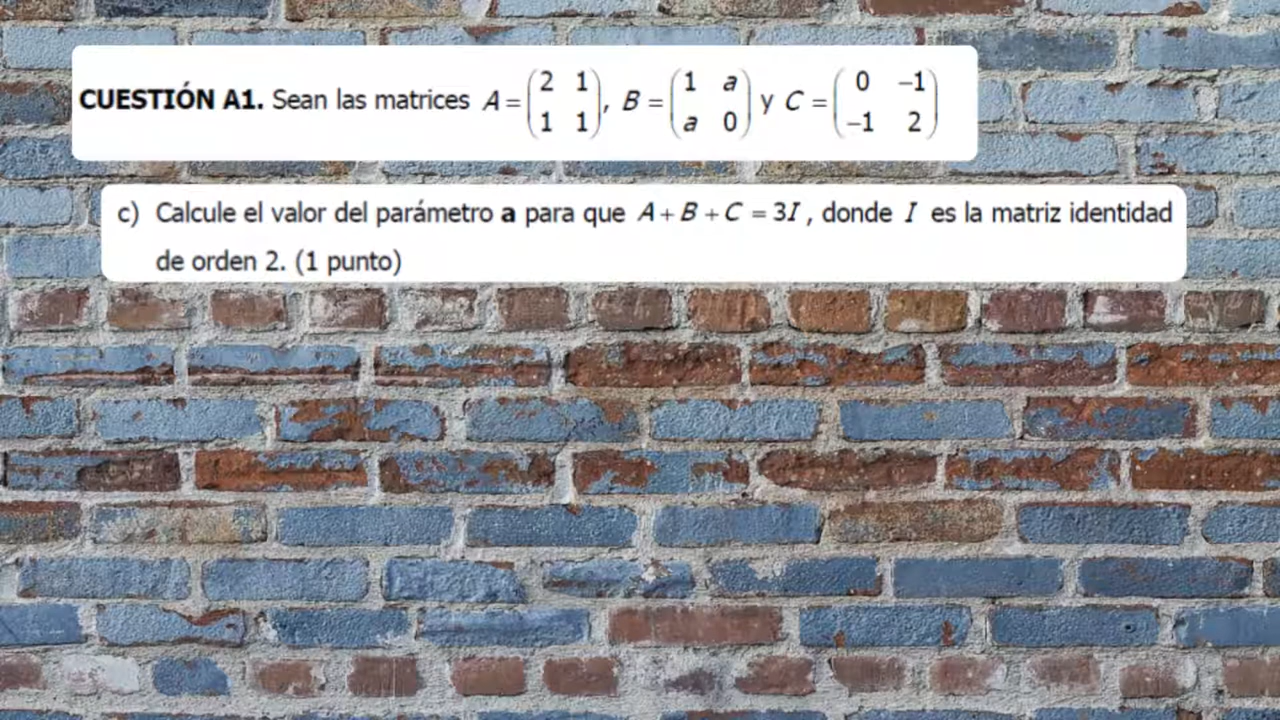 CUESTIÓN A1. Sean las matrices A = (2 1; 1 1), B = (1 a; a 0) y C = (0 −1; −1 2)
c) Calcule el valor del parámetro a para que A + B + C = 3I, donde I es la matriz identidad
de orden 2. (1 punto)